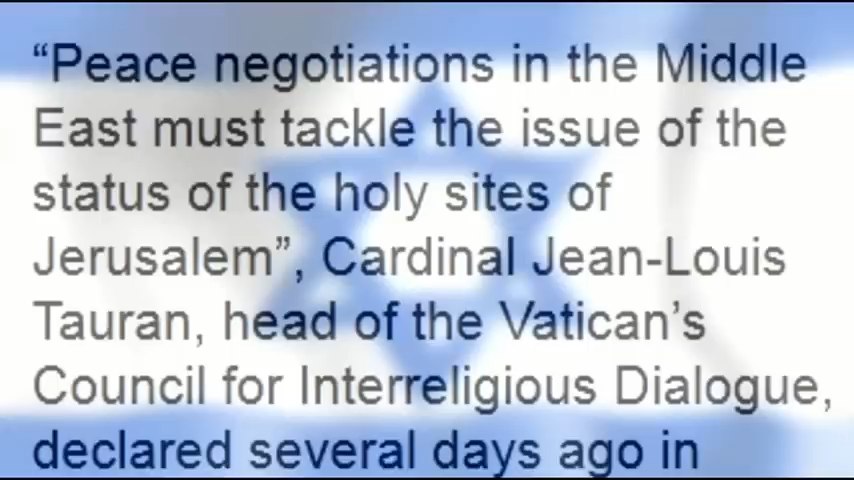 “Peace negotiations in the Middle
East must tackle the issue of the
status of the holy sites of
Jerusalem”, Cardinal Jean-Louis
Tauran, head of the Vatican’s
Council for Interreligious Dialogue,
declared several days ago in